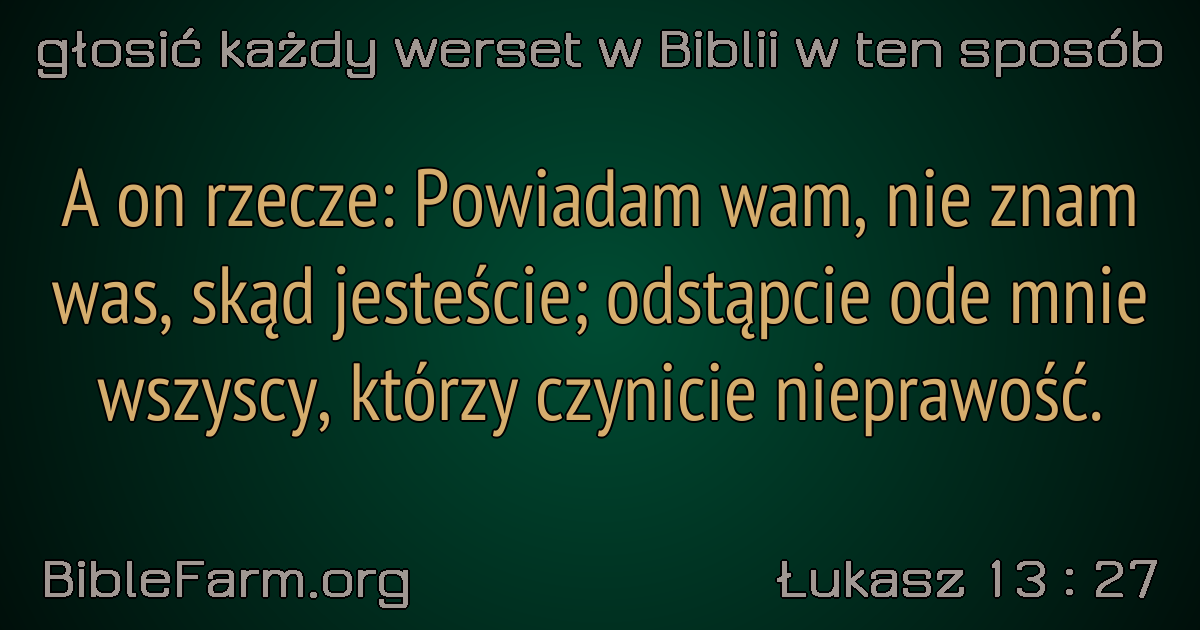 głosić każdy werset w Biblii w ten sposób
A on rzecze: Powiadam wam, nie znam
was, skąd jesteście; odstąpcie ode mnie
wszyscy, którzy czynicie nieprawość.
BibleFarm.org
Łukasz 13 : 27